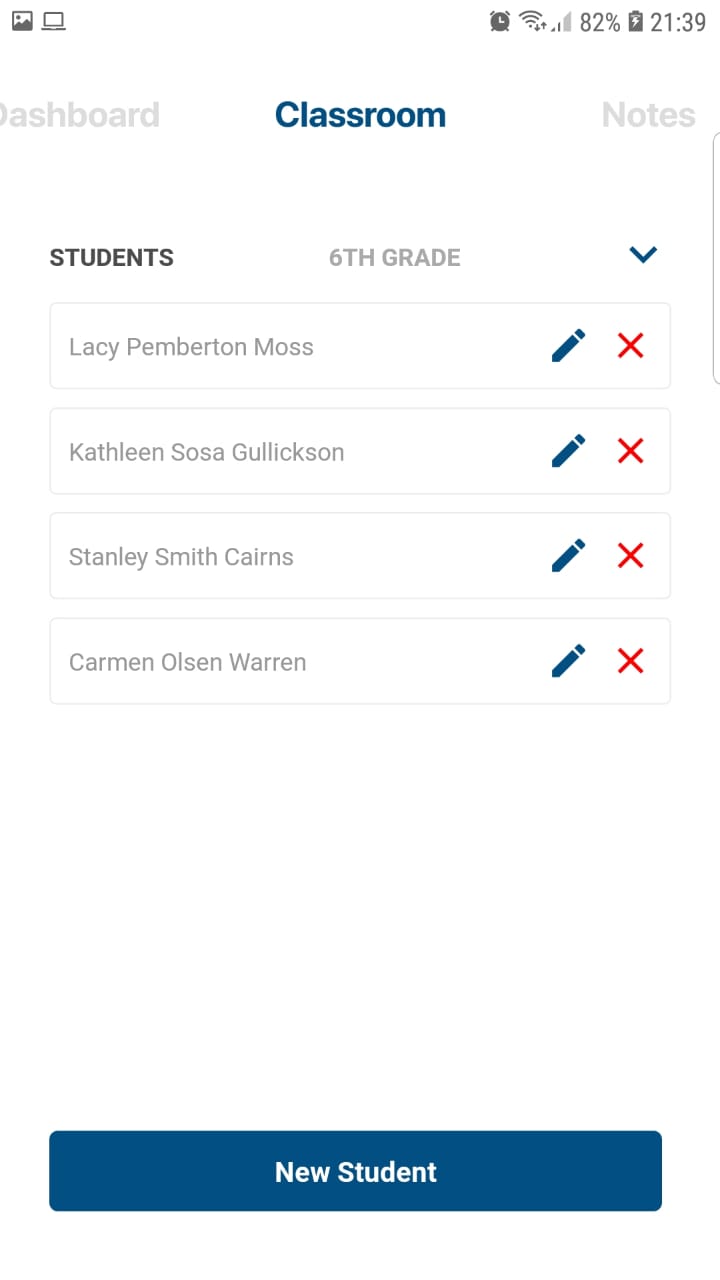 82% 21:39
Dashboard Classroom Notes
STUDENTS 6TH GRADE
Lacy Pemberton Moss
Kathleen Sosa Gullickson
Stanley Smith Cairns
Carmen Olsen Warren
New Student